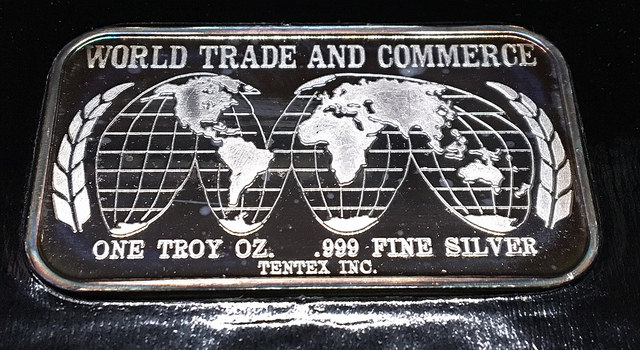 WORLD TRADE AND COMMERCE
ONE TROY OZ. .999 FINE SILVER
TENTEX INC.